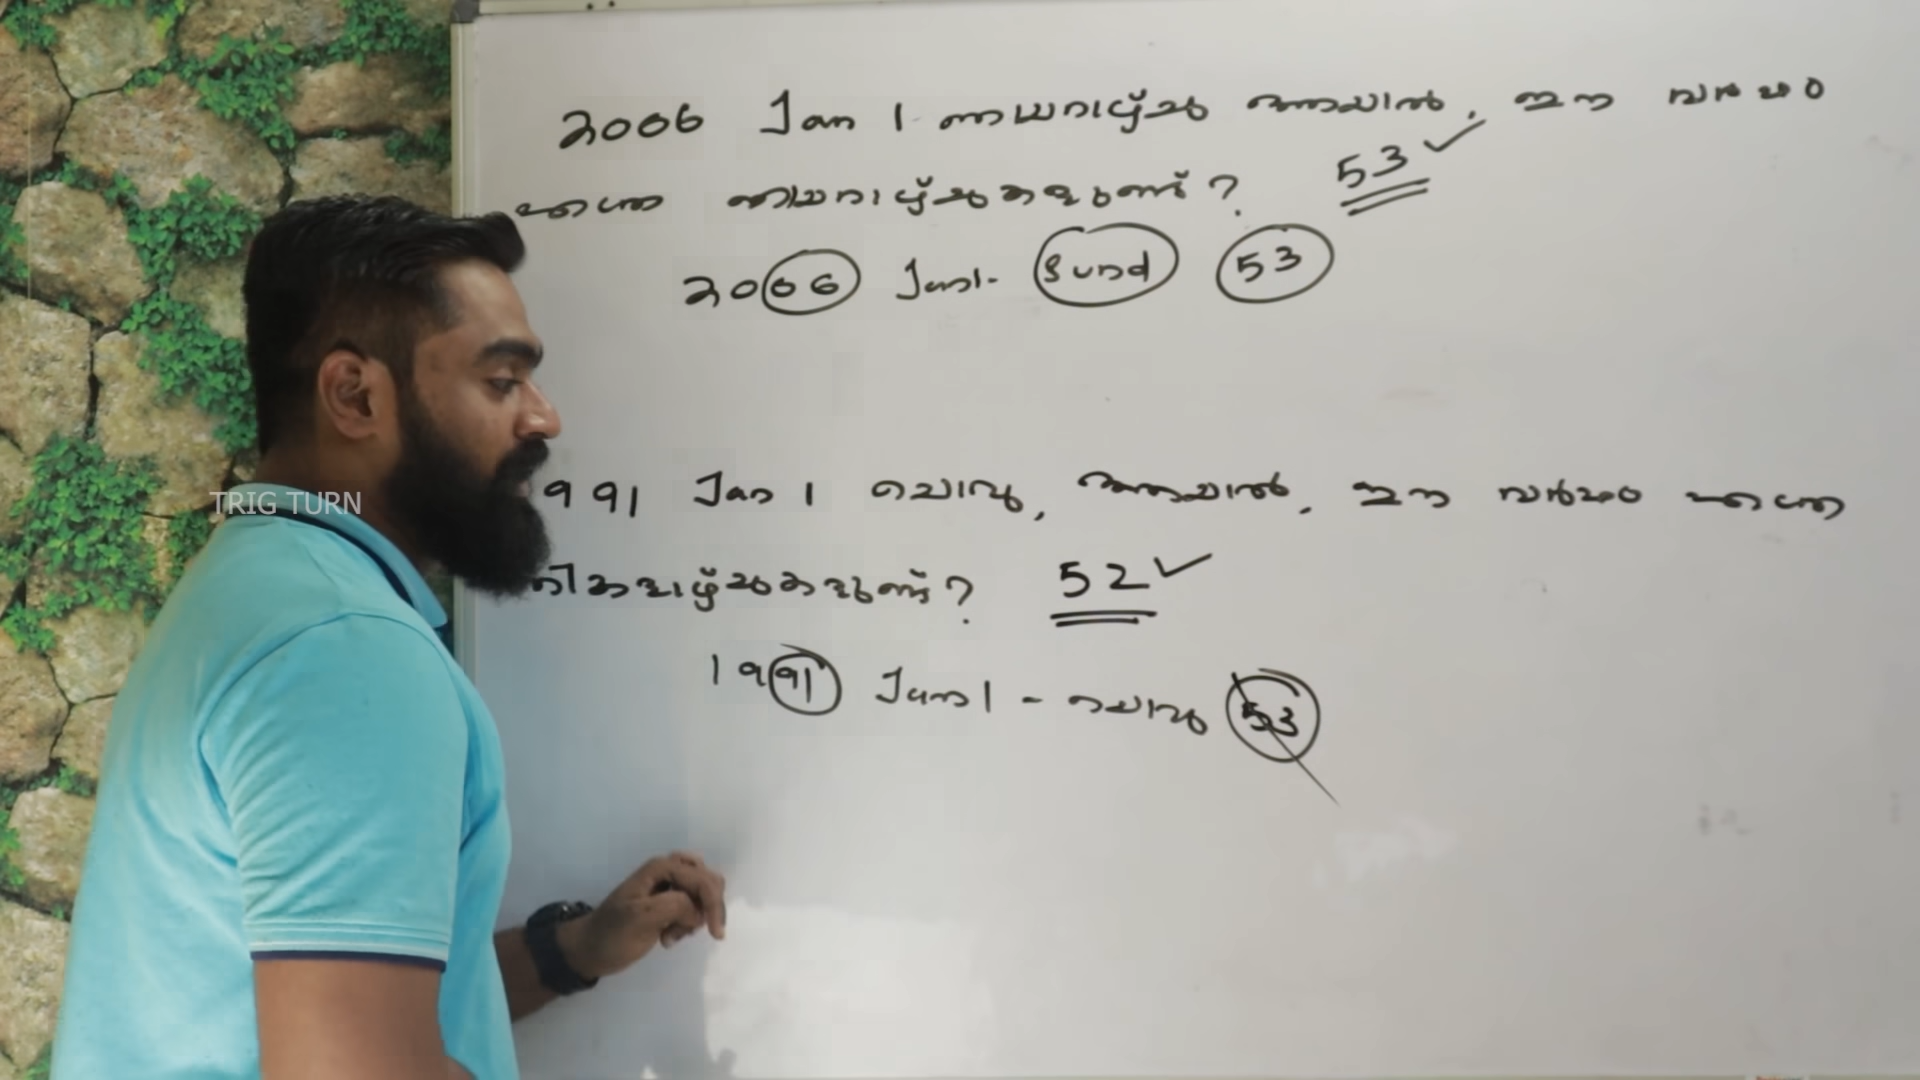 2006 Jan 1 ഞായറാഴ്ച ആയാൽ, ഈ വർഷം
എത്ര ഞായറാഴ്ചകളുണ്ട്? 53
2006 Jan1- Sund 53
991 Jan 1 ചൊവ്വ, ആയാൽ, ഈ വർഷം എത്ര
തിങ്കളാഴ്ചകളുണ്ട്? 52
1991 Jan1 - ചൊവ്വ 53
TRIG TURN